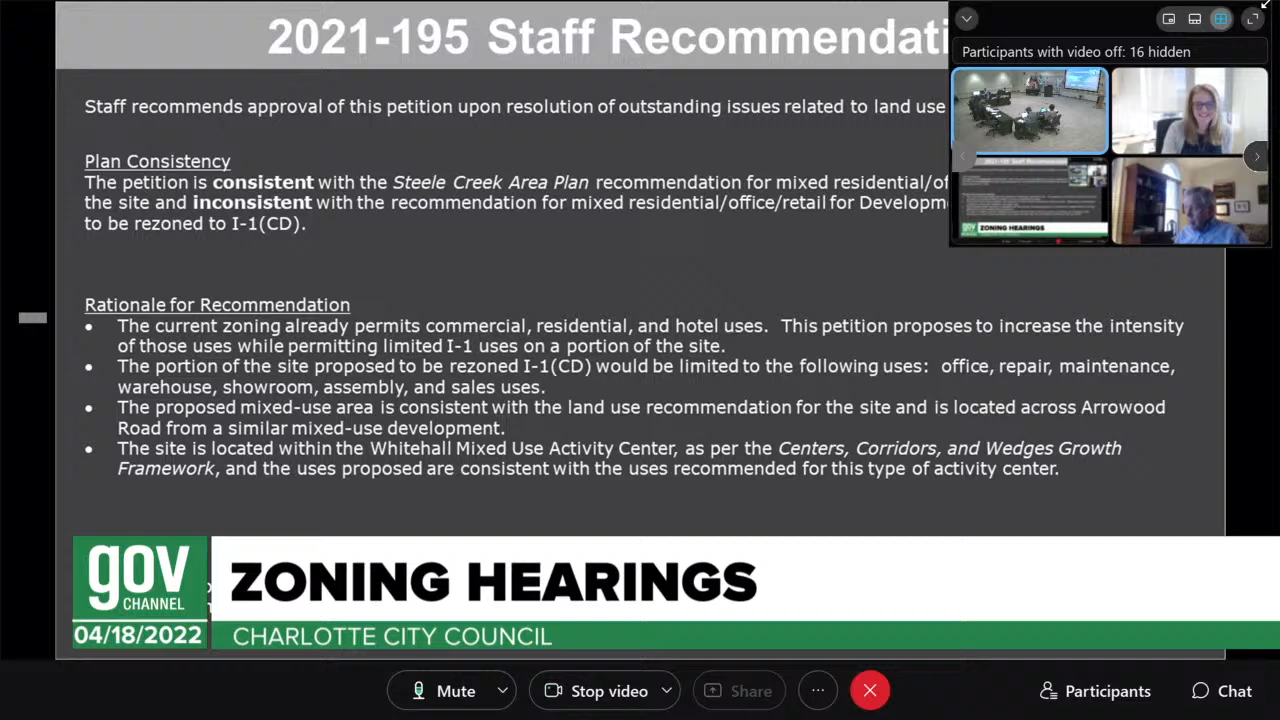 2021-195 Staff Recommendati
Participants with video off: 16 hidden
Staff recommends approval of this petition upon resolution of outstanding issues related to land use
Plan Consistency
The petition is consistent with the Steele Creek Area Plan recommendation for mixed residential/of
the site and inconsistent with the recommendation for mixed residential/office/retail for Developm
to be rezoned to I-1(CD).
ZONING HEARINGS
Rationale for Recommendation
• The current zoning already permits commercial, residential, and hotel uses. This petition proposes to increase the intensity
of those uses while permitting limited I-1 uses on a portion of the site.
• The portion of the site proposed to be rezoned I-1(CD) would be limited to the following uses: office, repair, maintenance,
warehouse, showroom, assembly, and sales uses.
• The proposed mixed-use area is consistent with the land use recommendation for the site and is located across Arrowood
Road from a similar mixed-use development.
• The site is located within the Whitehall Mixed Use Activity Center, as per the Centers, Corridors, and Wedges Growth
Framework, and the uses proposed are consistent with the uses recommended for this type of activity center.
gov
CHANNEL
04/18/2022
ZONING HEARINGS
CHARLOTTE CITY COUNCIL
Mute
Stop video
Share
Participants
Chat